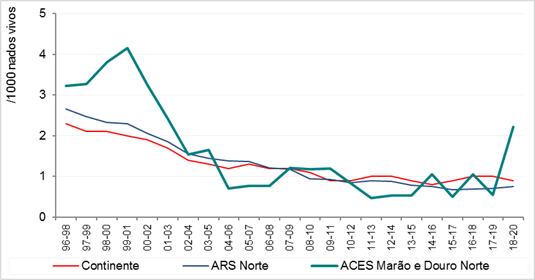 /1000 nados vivos
5
4
3
2
1
0
96-98 97-99 98-00 99-01 00-02 01-03 02-04 03-05 04-06 05-07 06-08 07-09 08-10 09-11 10-12 11-13 12-14 13-15 14-16 15-17 16-18 17-19 18-20
Continente ARS Norte ACES Marão e Douro Norte